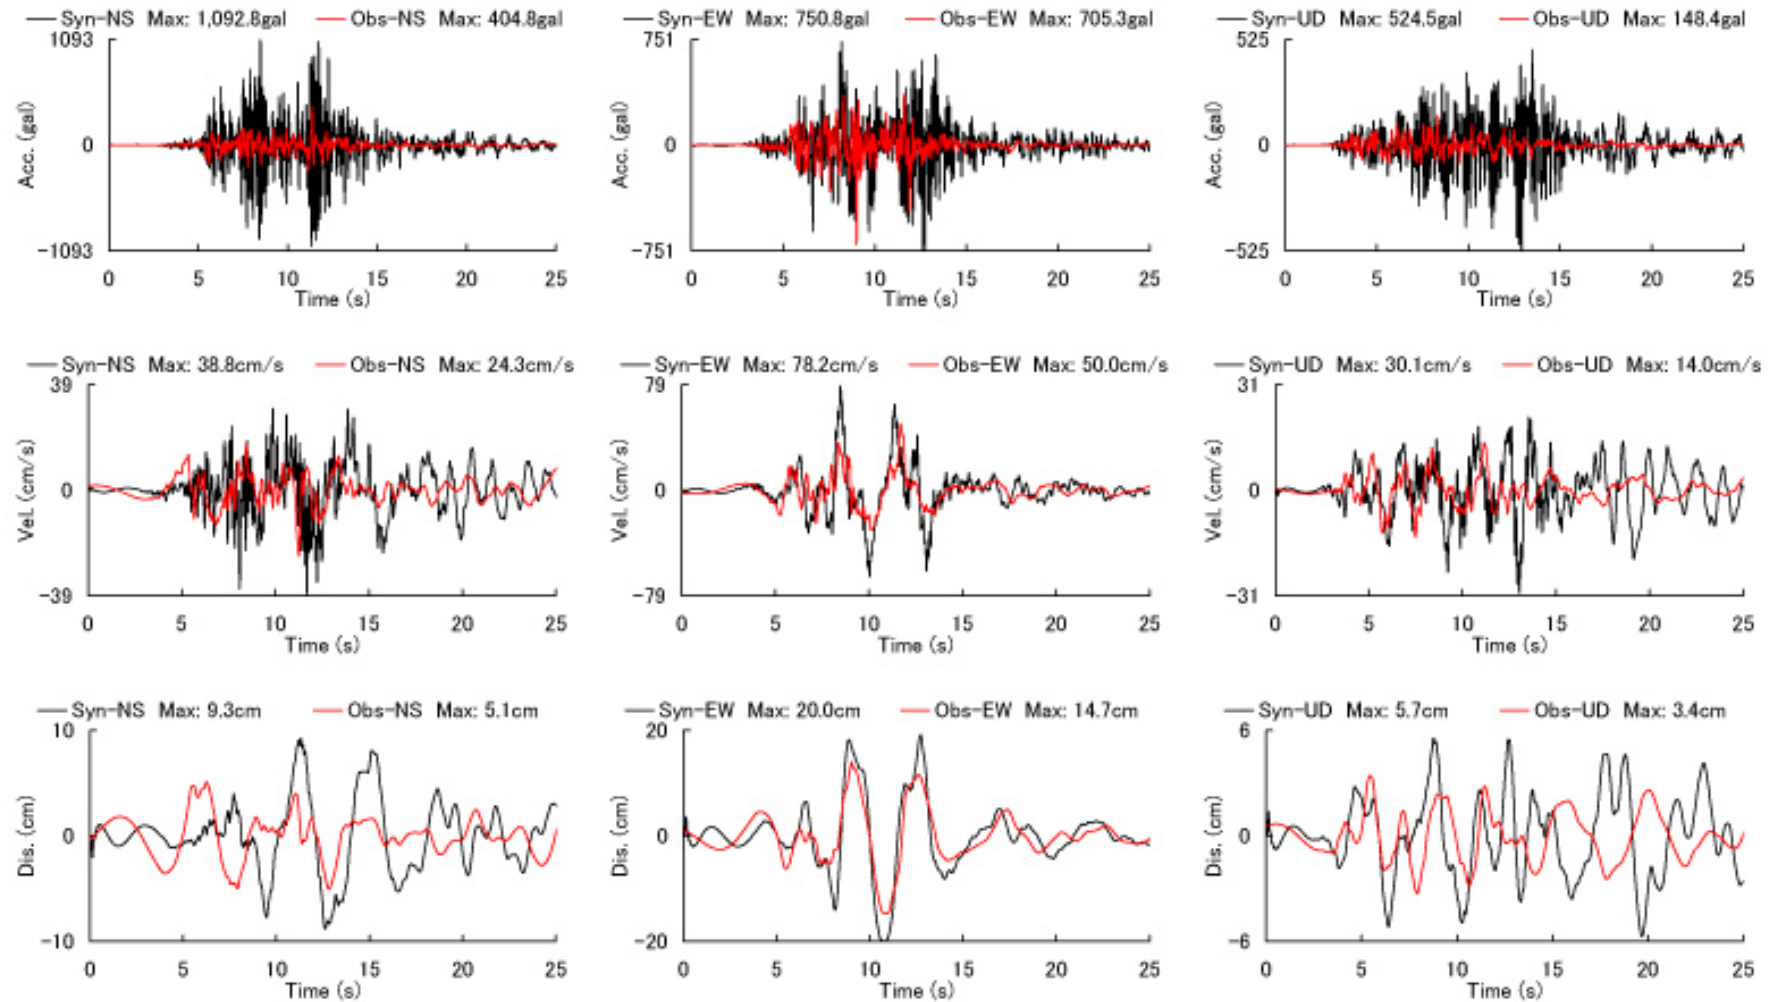 Syn-NS Max: 1,092.8gal Obs-NS Max: 404.8gal
1093
0
-1093
Acc. (gal)
0 5 10 15 20 25
Time (s)
Syn-EW Max: 750.8gal Obs-EW Max: 705.3gal
751
0
-751
Acc. (gal)
0 5 10 15 20 25
Time (s)
Syn-UD Max: 524.5gal Obs-UD Max: 148.4gal
525
0
-525
Acc. (gal)
0 5 10 15 20 25
Time (s)
Syn-NS Max: 38.8cm/s Obs-NS Max: 24.3cm/s
39
0
-39
Vel. (cm/s)
0 5 10 15 20 25
Time (s)
Syn-EW Max: 78.2cm/s Obs-EW Max: 50.0cm/s
79
0
-79
Vel. (cm/s)
0 5 10 15 20 25
Time (s)
Syn-UD Max: 30.1cm/s Obs-UD Max: 14.0cm/s
31
0
-31
Vel. (cm/s)
0 5 10 15 20 25
Time (s)
Syn-NS Max: 9.3cm Obs-NS Max: 5.1cm
10
0
-10
Dis. (cm)
0 5 10 15 20 25
Time (s)
Syn-EW Max: 20.0cm Obs-EW Max: 14.7cm
20
0
-20
Dis. (cm)
0 5 10 15 20 25
Time (s)
Syn-UD Max: 5.7cm Obs-UD Max: 3.4cm
6
0
-6
Dis. (cm)
0 5 10 15 20 25
Time (s)